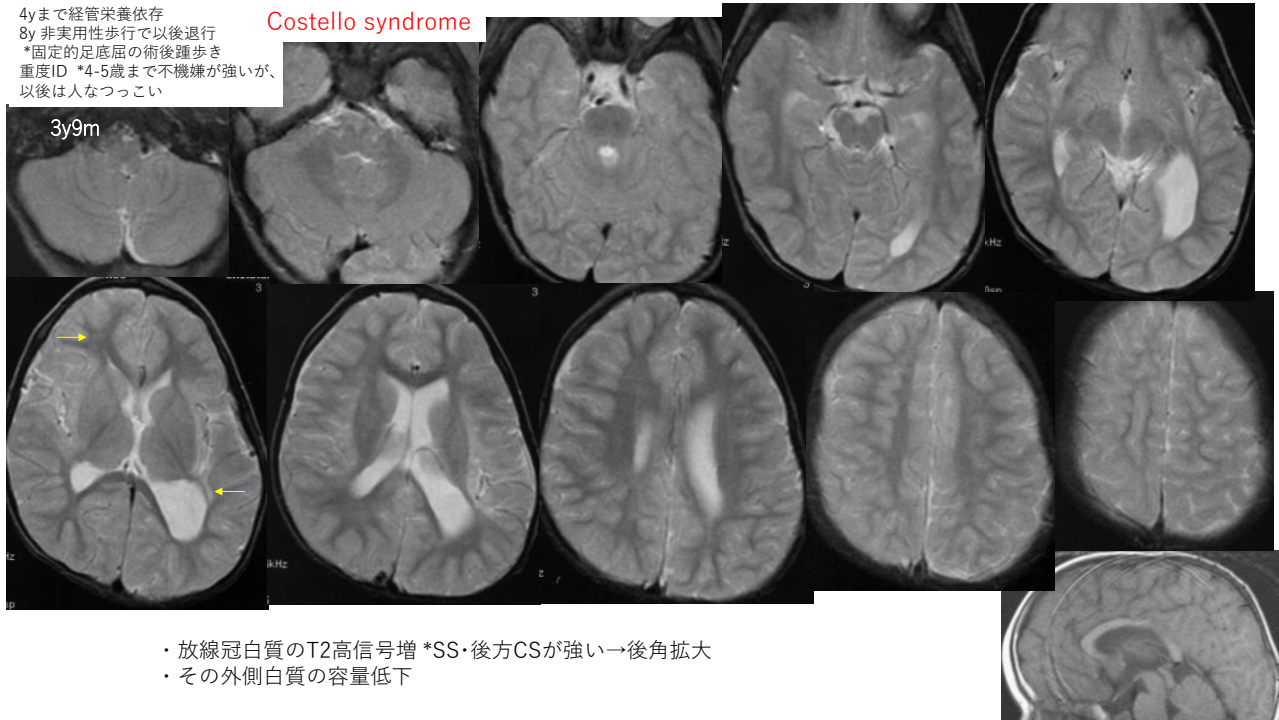 4yまで経管栄養依存
8y 非実用性歩行で以後退行
*固定的足底屈の術後踵歩き
重度ID *4-5歳まで不機嫌が強いが、
以後は人なつっこい
Costello syndrome
3y9m
・放線冠白質のT2高信号増 *SS･後方CSが強い→後角拡大
・その外側白質の容量低下